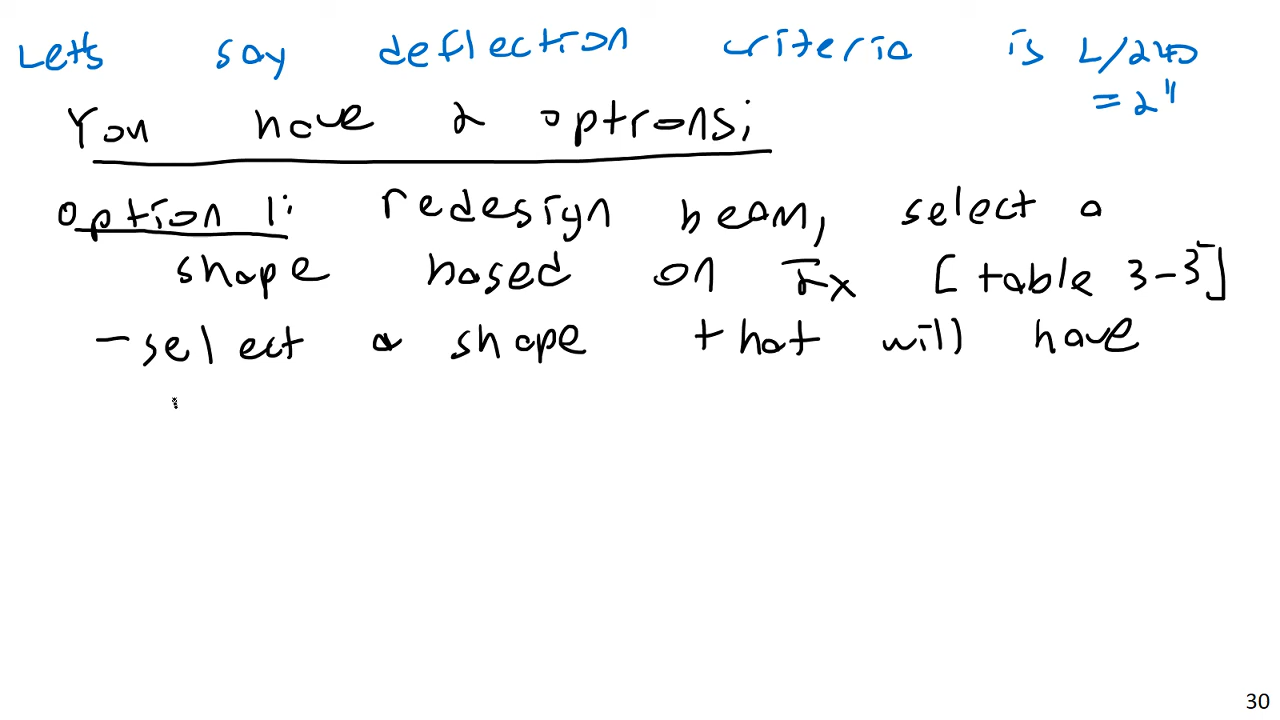 Let's say deflection criteria is L/240
= 2"
You have 2 options:
option 1: redesign beam, select a
shape based on Ix [table 3-3]
- select a shape that will have
30